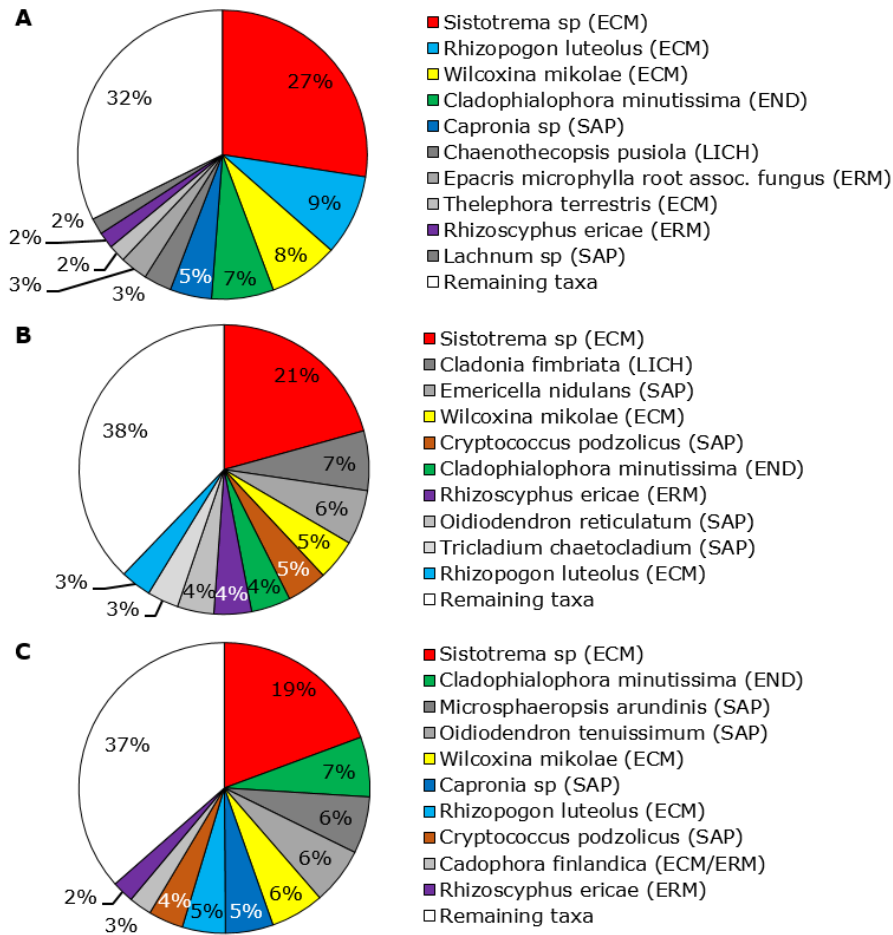 A
Sistotrema sp (ECM)
Rhizopogon luteolus (ECM)
Wilcoxina mikolae (ECM)
Cladophialophora minutissima (END)
Capronia sp (SAP)
Chaenothecopsis pusiola (LICH)
Epacris microphylla root assoc. fungus (ERM)
Thelephora terrestris (ECM)
Rhizoscyphus ericae (ERM)
Lachnum sp (SAP)
Remaining taxa
27%
9%
8%
7%
5%
3%
3%
2%
2%
2%
32%
B
Sistotrema sp (ECM)
Cladonia fimbriata (LICH)
Emericella nidulans (SAP)
Wilcoxina mikolae (ECM)
Cryptococcus podzolicus (SAP)
Cladophialophora minutissima (END)
Rhizoscyphus ericae (ERM)
Oidiodendron reticulatum (SAP)
Tricladium chaetocladium (SAP)
Rhizopogon luteolus (ECM)
Remaining taxa
21%
7%
6%
5%
5%
4%
4%
4%
3%
3%
38%
C
Sistotrema sp (ECM)
Cladophialophora minutissima (END)
Microsphaeropsis arundinis (SAP)
Oidiodendron tenuissimum (SAP)
Wilcoxina mikolae (ECM)
Capronia sp (SAP)
Rhizopogon luteolus (ECM)
Cryptococcus podzolicus (SAP)
Cadophora finlandica (ECM/ERM)
Rhizoscyphus ericae (ERM)
Remaining taxa
19%
7%
6%
6%
6%
5%
5%
4%
3%
2%
37%